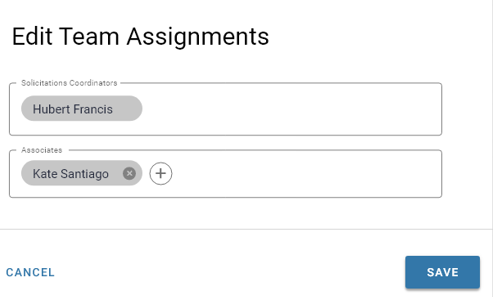 Edit Team Assignments
Solicitations Coordinators
Hubert Francis
Associates
Kate Santiago
CANCEL
SAVE